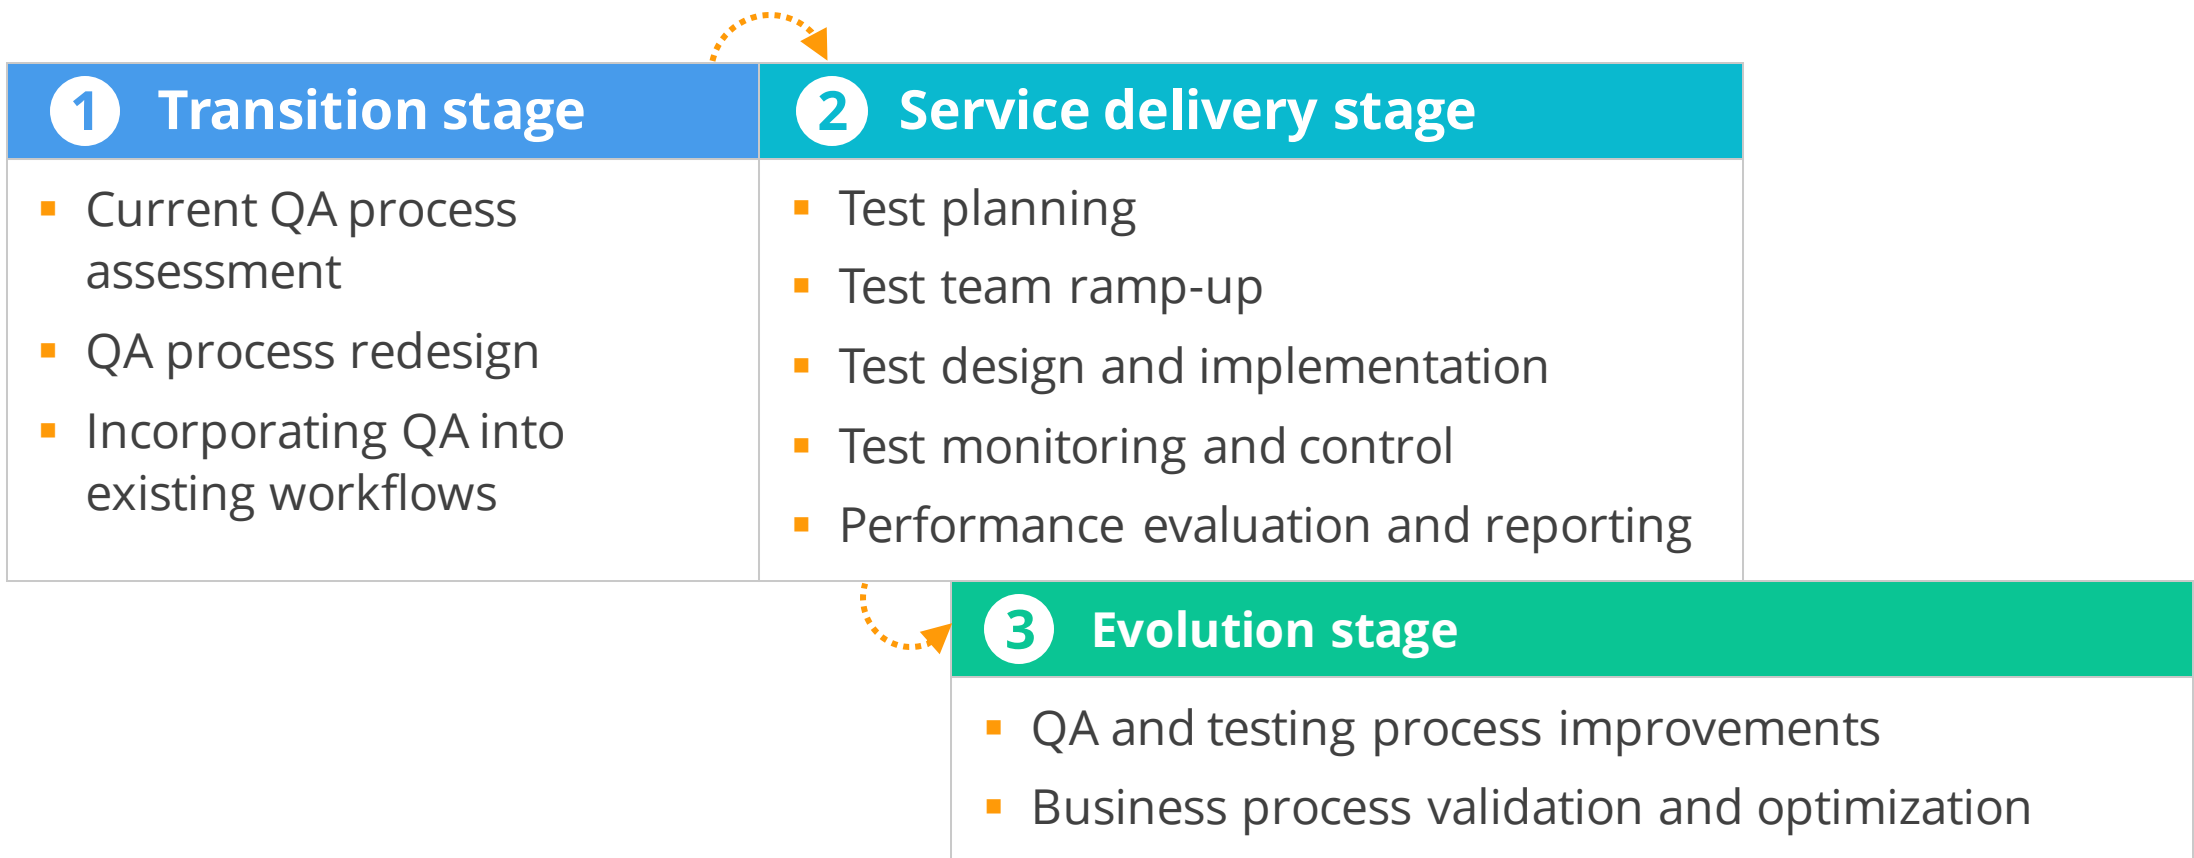 1 Transition stage
▪ Current QA process
assessment
▪ QA process redesign
▪ Incorporating QA into
existing workflows
2 Service delivery stage
▪ Test planning
▪ Test team ramp-up
▪ Test design and implementation
▪ Test monitoring and control
▪ Performance evaluation and reporting
3 Evolution stage
▪ QA and testing process improvements
▪ Business process validation and optimization